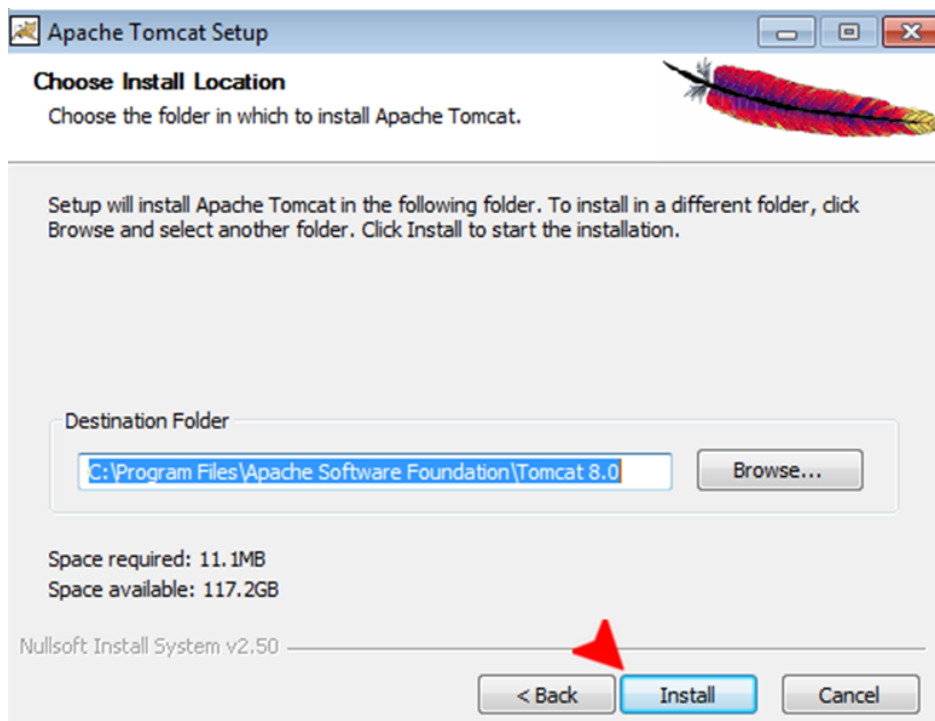 Apache Tomcat Setup
Choose Install Location
Choose the folder in which to install Apache Tomcat.
Setup will install Apache Tomcat in the following folder. To install in a different folder, click
Browse and select another folder. Click Install to start the installation.
Destination Folder
C:\Program Files\Apache Software Foundation\Tomcat 8.0
Browse...
Space required: 11.1MB
Space available: 117.2GB
Nullsoft Install System v2.50
< Back
Install
Cancel